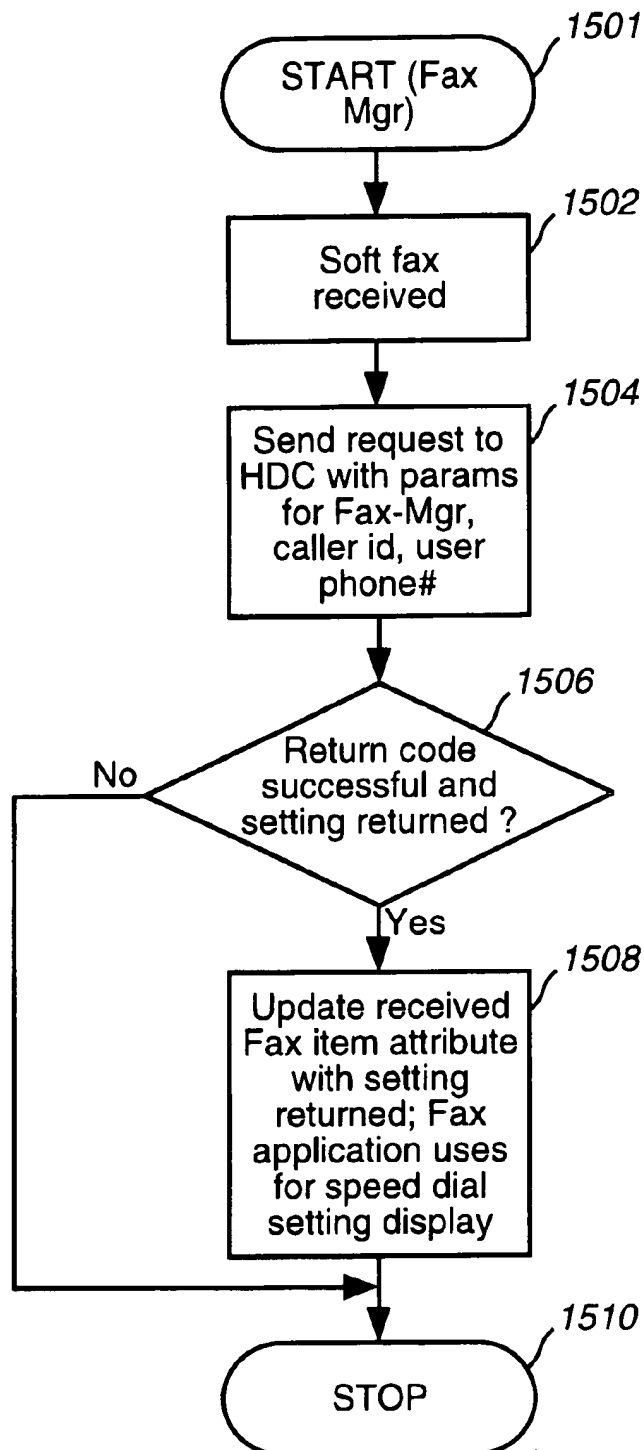 1501
START (Fax
Mgr)
1502
Soft fax
received
1504
Send request to
HDC with params
for Fax-Mgr,
caller id, user
phone#
1506
Return code
successful and
setting returned ?
No
Yes
1508
Update received
Fax item attribute
with setting
returned; Fax
application uses
for speed dial
setting display
1510
STOP